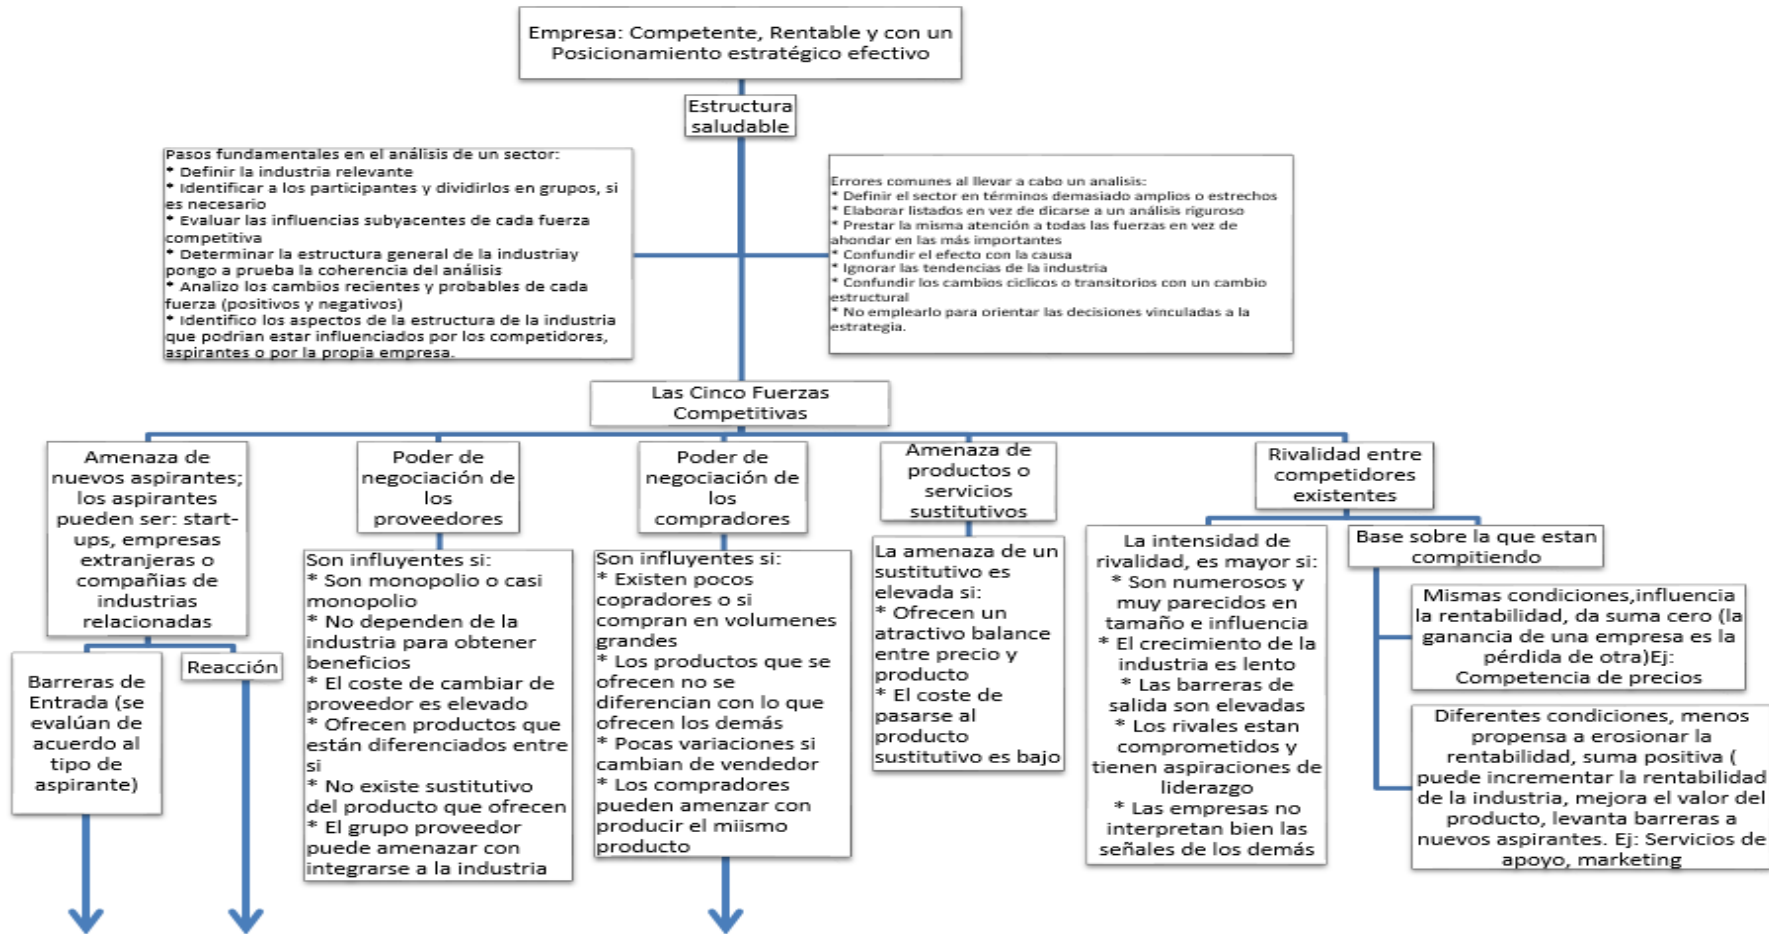 Empresa: Competente, Rentable y con un
Posicionamiento estratégico efectivo
Estructura
saludable
Pasos fundamentales en el análisis de un sector:
* Definir la industria relevante
* Identificar a los participantes y dividirlos en grupos, si
es necesario
* Evaluar las influencias subyacentes de cada fuerza
competitiva
* Determinar la estructura general de la industriay
pongo a prueba la coherencia del análisis
* Analizo los cambios recientes y probables de cada
fuerza (positivos y negativos)
* Identifico los aspectos de la estructura de la industria
que podrian estar influenciados por los competidores,
aspirantes o por la propia empresa.
Errores comunes al llevar a cabo un analisis:
* Definir el sector en términos demasiado amplios o estrechos
* Elaborar listados en vez de dicarse a un análisis riguroso
* Prestar la misma atención a todas las fuerzas en vez de
ahondar en las más importantes
* Confundir el efecto con la causa
* Ignorar las tendencias de la industria
* Confundir los cambios ciclicos o transitorios con un cambio
estructural
* No emplearlo para orientar las decisiones vinculadas a la
estrategia.
Las Cinco Fuerzas
Competitivas
Amenaza de
nuevos aspirantes;
los aspirantes
pueden ser: start-
ups, empresas
extranjeras o
compañias de
industrias
relacionadas
Barreras de
Entrada (se
evalúan de
acuerdo al
tipo de
aspirante)
Reacción
Poder de
negociación de
los
proveedores
Son influyentes si:
* Son monopolio o casi
monopolio
* No dependen de la
industria para obtener
beneficios
* El coste de cambiar de
proveedor es elevado
* Ofrecen productos que
están diferenciados entre
si
* No existe sustitutivo
del producto que ofrecen
* El grupo proveedor
puede amenazar con
integrarse a la industria
Poder de
negociación de
los
compradores
Son influyentes si:
* Existen pocos
copradores o si
compran en volumenes
grandes
* Los productos que se
ofrecen no se
diferencian con lo que
ofrecen los demás
* Pocas variaciones si
cambian de vendedor
* Los compradores
pueden amenzar con
producir el miismo
producto
Amenaza de
productos o
servicios
sustitutivos
La amenaza de un
sustitutivo es
elevada si:
* Ofrecen un
atractivo balance
entre precio y
producto
* El coste de
pasarse al
producto
sustitutivo es bajo
Rivalidad entre
competidores
existentes
La intensidad de
rivalidad, es mayor si:
* Son numerosos y
muy parecidos en
tamaño e influencia
* El crecimiento de la
industria es lento
* Las barreras de
salida son elevadas
* Los rivales estan
comprometidos y
tienen aspiraciones de
liderazgo
* Las empresas no
interpretan bien las
señales de los demás
Base sobre la que estan
compitiendo
Mismas condiciones,influencia
la rentabilidad, da suma cero (la
ganancia de una empresa es la
pérdida de otra)Ej:
Competencia de precios
Diferentes condiciones, menos
propensa a erosionar la
rentabilidad, suma positiva (
puede incrementar la rentabilidad
de la industria, mejora el valor del
producto, levanta barreras a
nuevos aspirantes. Ej: Servicios de
apoyo, marketing